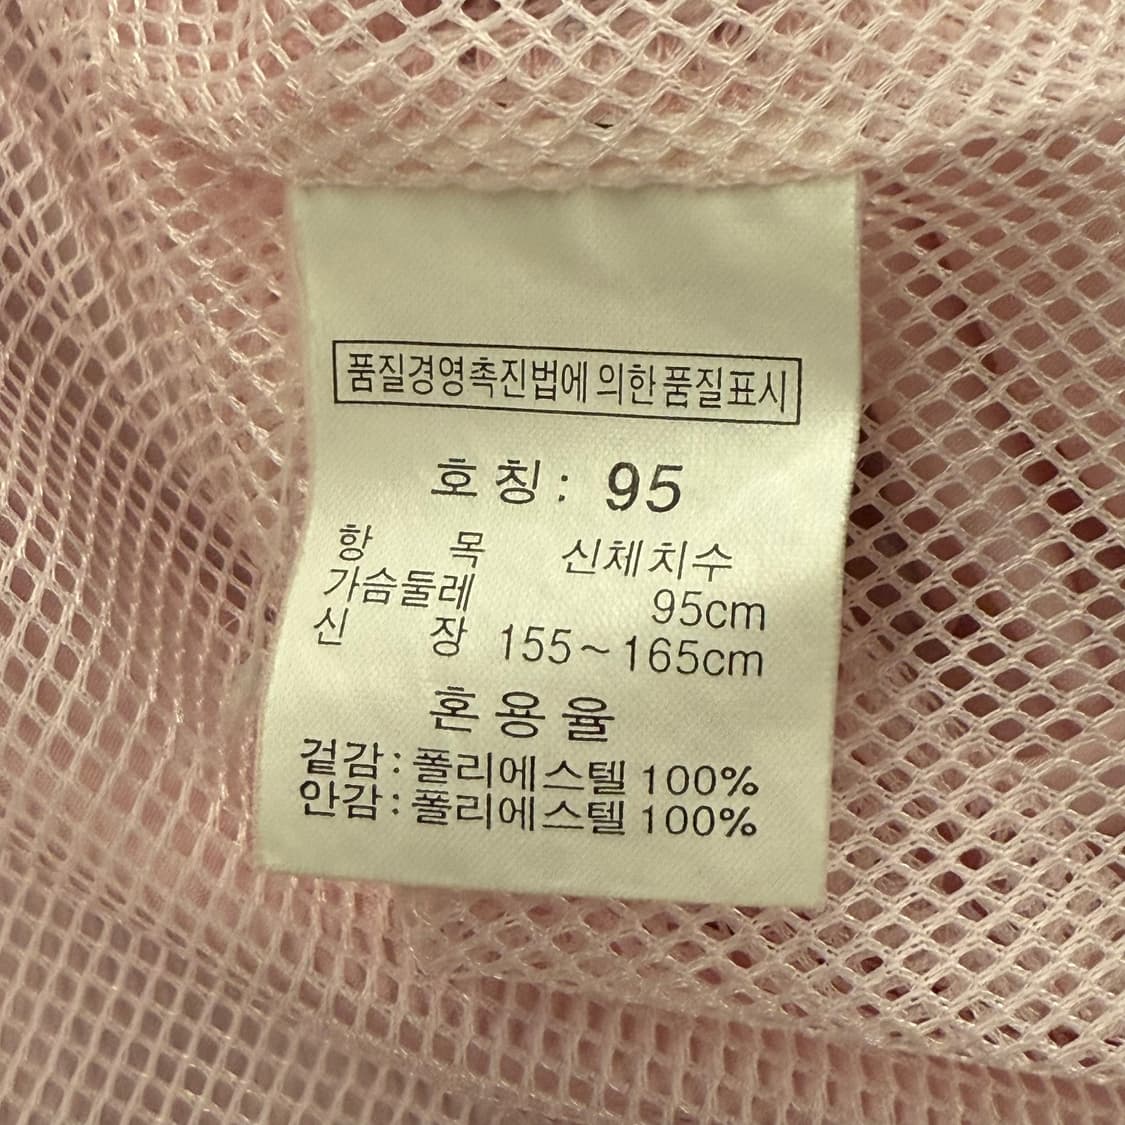 품질경영촉진법에 의한 품질표시
호 칭 : 95
항 목 신체치수
가슴둘레 95cm
신 장 155~165cm
혼 용 율
겉감 : 폴리에스텔 100%
안감 : 폴리에스텔 100%